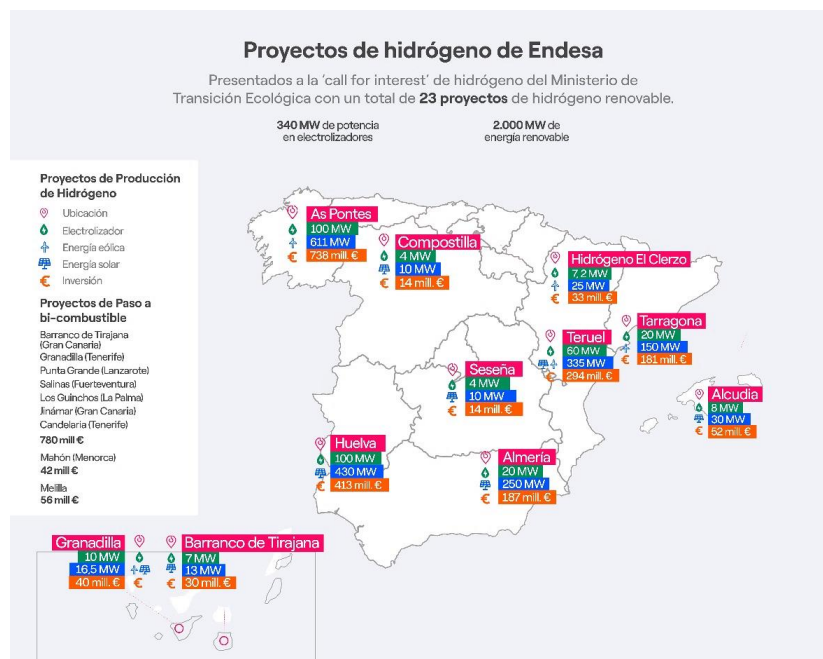 Proyectos de hidrógeno de Endesa
Presentados a la 'call for interest' de hidrógeno del Ministerio de
Transición Ecológica con un total de 23 proyectos de hidrógeno renovable.
340 MW de potencia
en electrolizadores
2.000 MW de
energía renovable
Proyectos de Producción
de Hidrógeno
Ubicación
Electrolizador
Energía eólica
Energía solar
€ Inversión
Proyectos de Paso a
bi-combustible
Barranco de Tirajana
(Gran Canaria)
Granadilla (Tenerife)
Punta Grande (Lanzarote)
Salinas (Fuerteventura)
Los Guinchos (La Palma)
Jinámar (Gran Canaria)
Candelaria (Tenerife)
780 mill €
Mahón (Menorca)
42 mill €
Melilla
56 mill €
As Pontes
100 MW
611 MW
€ 738 mill. €
Compostilla
4 MW
10 MW
€ 14 mill. €
Hidrógeno El Cierzo
7,2 MW
25 MW
€ 33 mill. €
Tarragona
20 MW
150 MW
€ 181 mill. €
Teruel
60 MW
335 MW
€ 294 mill. €
Seseña
4 MW
10 MW
€ 14 mill. €
Alcudia
8 MW
30 MW
€ 52 mill. €
Huelva
100 MW
430 MW
€ 413 mill. €
Almería
20 MW
250 MW
€ 187 mill. €
Granadilla
10 MW
16,5 MW
40 mill. € €
Barranco de Tirajana
7 MW
13 MW
€ 30 mill. €